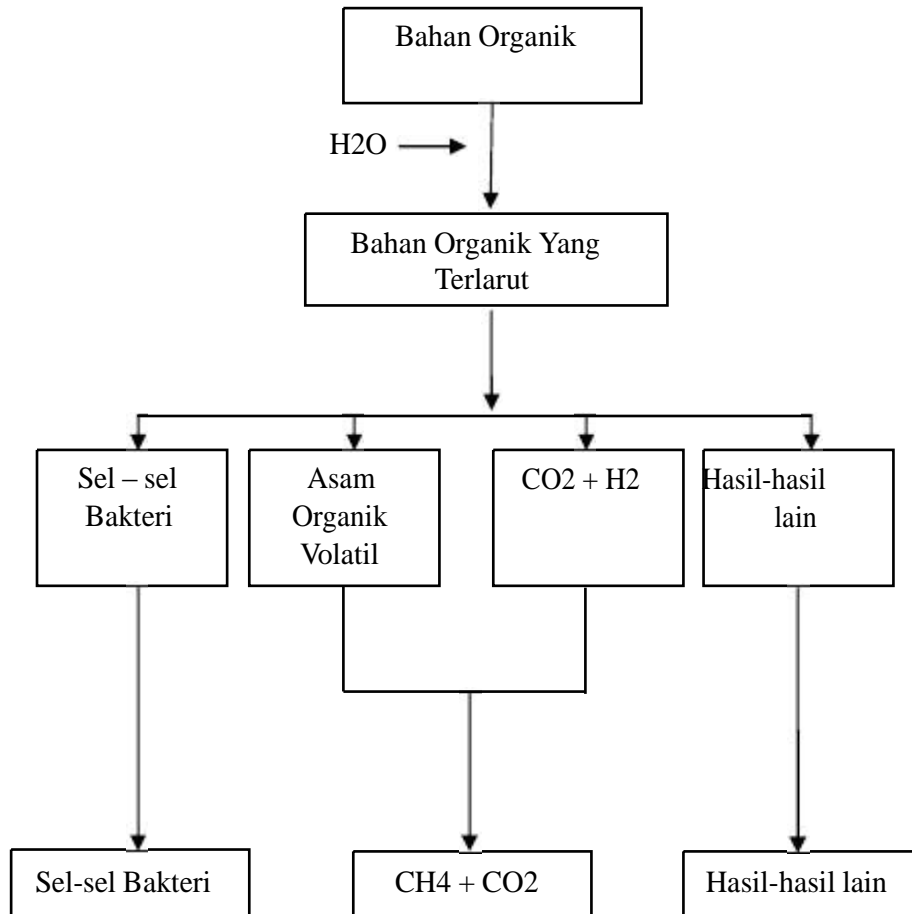 Bahan Organik
H2O
Bahan Organik Yang
Terlarut
Sel – sel
Bakteri
Asam
Organik
Volatil
CO2 + H2
Hasil-hasil
lain
Sel-sel Bakteri
CH4 + CO2
Hasil-hasil lain